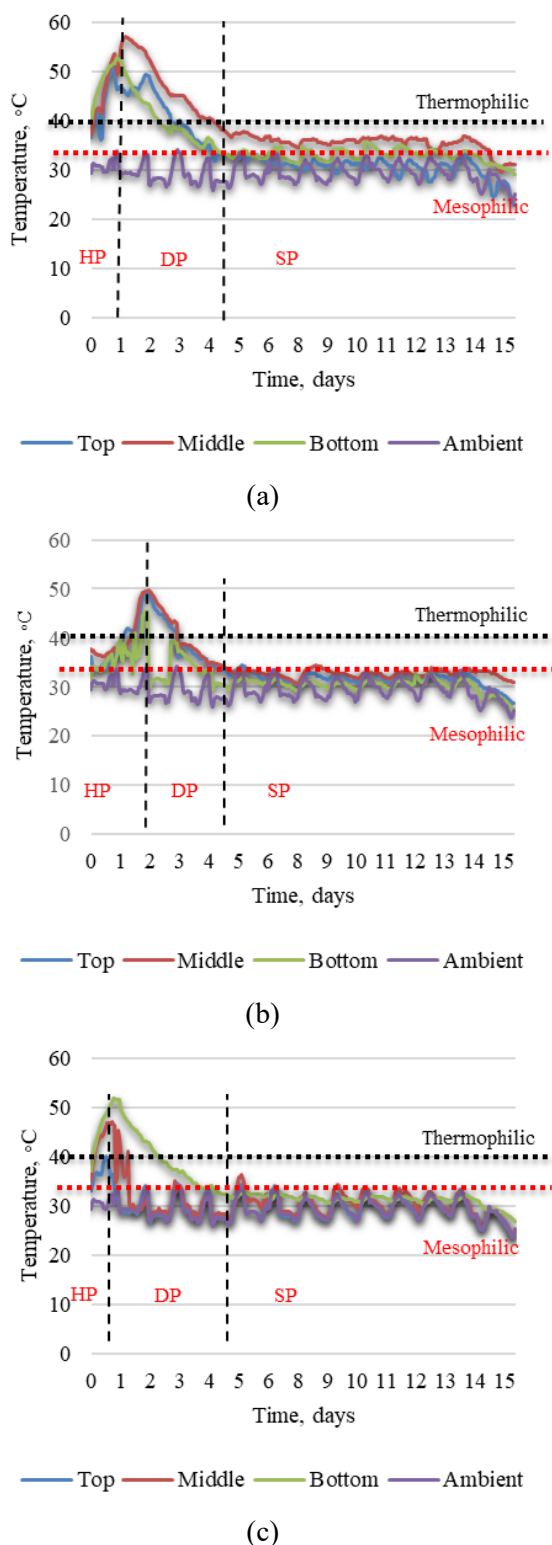 60
50
40
30
20
10
0
Temperature, °C
Thermophilic
Mesophilic
HP DP SP
0 1 2 3 4 5 6 7 8 9 10 11 12 13 14 15
Time, days
Top Middle Bottom Ambient
(a)
60
50
40
30
20
10
0
Temperature, °C
Thermophilic
Mesophilic
HP DP SP
0 1 2 3 4 5 6 7 8 9 10 11 12 13 14 15
Time, days
Top Middle Bottom Ambient
(b)
60
50
40
30
20
10
0
Temperature, °C
Thermophilic
Mesophilic
HP DP SP
0 1 2 3 4 5 6 7 8 9 10 11 12 13 14 15
Time, days
Top Middle Bottom Ambient
(c)